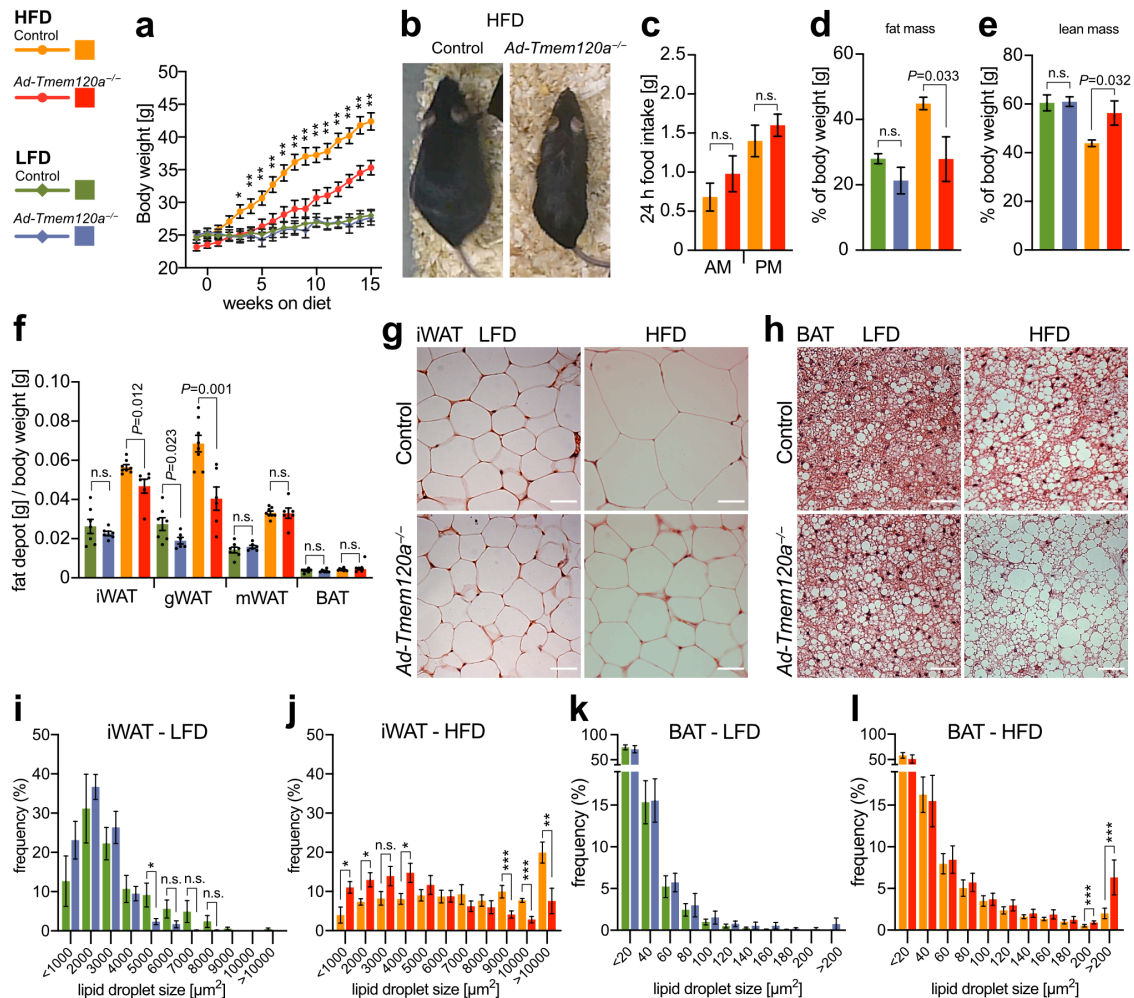 HFD
Control
Ad-Tmem120a–/–
LFD
Control
Ad-Tmem120a–/–
a
Body weight [g]
50
45
40
35
30
25
20
* * ** ** ** ** ** ** ** ** ** ** **
0 5 10 15
weeks on diet
b
HFD
Control Ad-Tmem120a–/–
c
24 h food intake [g]
2.5
2.0
1.5
1.0
0.5
0
n.s.
n.s.
AM PM
d
fat mass
% of body weight [g]
60
40
20
0
n.s.
P=0.033
e
lean mass
% of body weight [g]
80
60
40
20
0
n.s.
P=0.032
f
fat depot [g] / body weight [g]
0.10
0.08
0.06
0.04
0.02
0
n.s.
P=0.012
P=0.023
P=0.001
n.s.
n.s.
n.s.
n.s.
iWAT gWAT mWAT BAT
g
iWAT LFD HFD
Control
Ad-Tmem120a–/–
h
BAT LFD HFD
Control
Ad-Tmem120a–/–
i
iWAT - LFD
frequency (%)
50
40
30
20
10
0
* n.s. n.s. n.s.
<1000 2000 3000 4000 5000 6000 7000 8000 9000 10000 >10000
lipid droplet size [µm2]
j
iWAT - HFD
frequency (%)
50
40
30
20
10
0
* * n.s. * *** *** **
<1000 2000 3000 4000 5000 6000 7000 8000 9000 10000 >10000
lipid droplet size [µm2]
k
BAT - LFD
frequency (%)
100
50
15
10
5
0
<20 40 60 80 100 120 140 160 180 200 >200
lipid droplet size [µm2]
l
BAT - HFD
frequency (%)
100
50
15
10
5
0
*** ***
<20 40 60 80 100 120 140 160 180 200 >200
lipid droplet size [µm2]